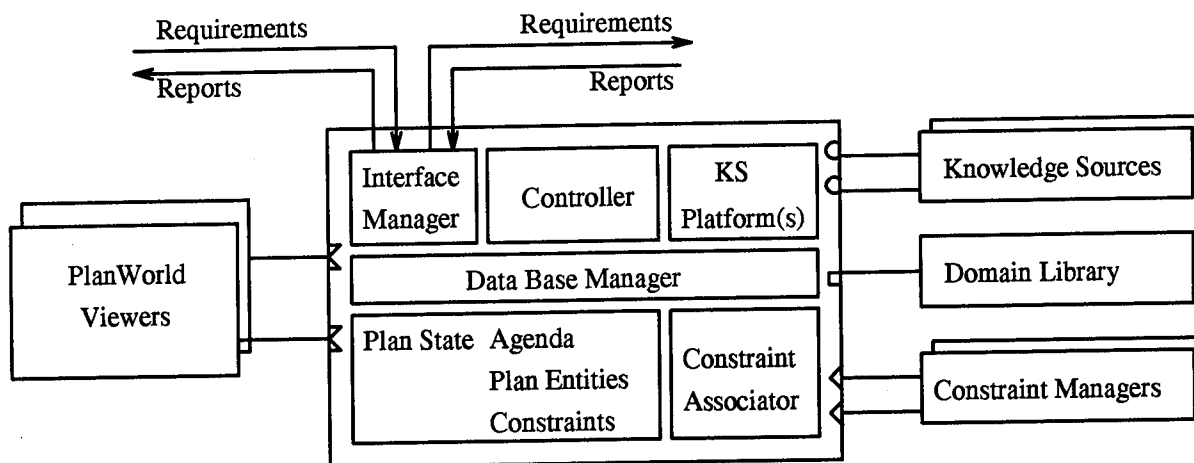 Requirements
Reports
Requirements
Reports
Interface
Manager
Controller
KS
Platform(s)
Knowledge Sources
PlanWorld
Viewers
Data Base Manager
Domain Library
Plan State Agenda
Plan Entities
Constraints
Constraint
Associator
Constraint Managers